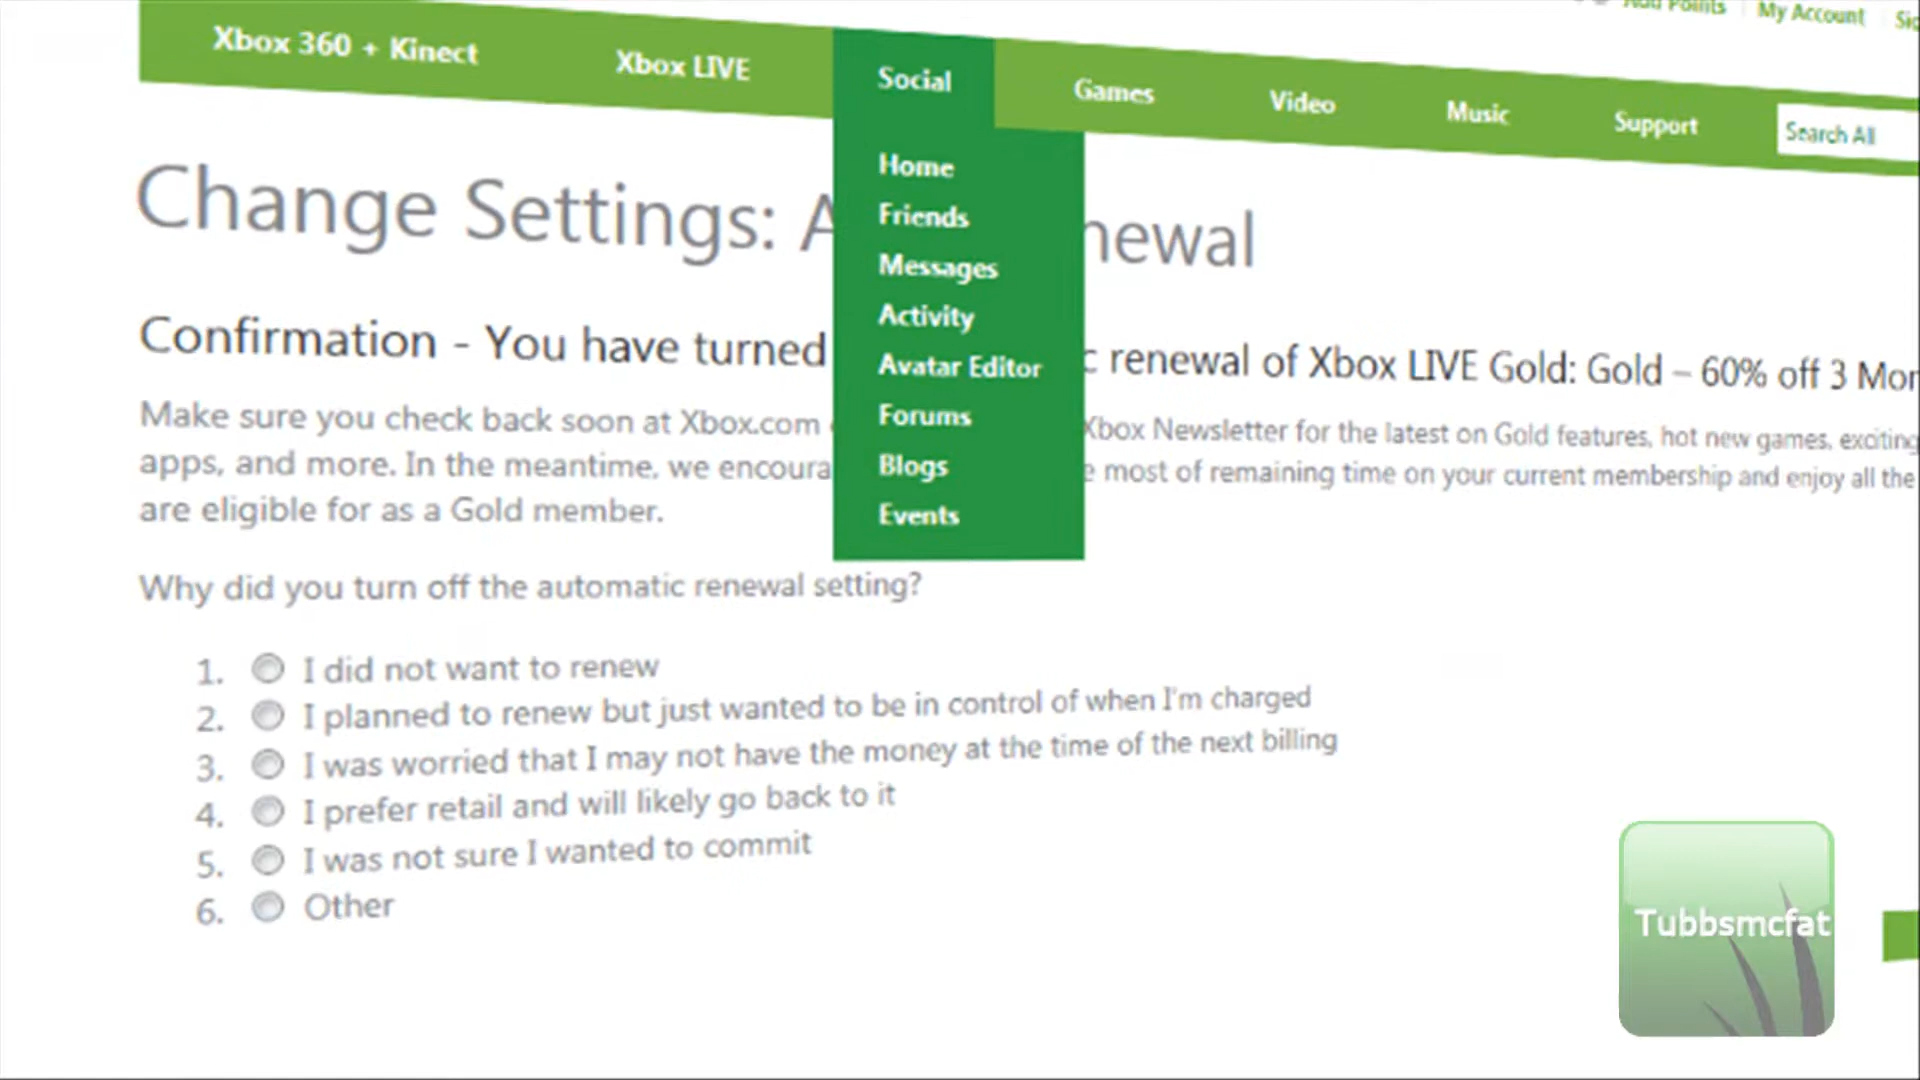 Add Points My Account
Xbox 360 + Kinect Xbox LIVE Social Games Video Music Support Search All
Home
Friends
Messages
Activity
Avatar Editor
Forums
Blogs
Events
Change Settings: A newal
Confirmation - You have turned c renewal of Xbox LIVE Gold: Gold – 60% off 3 Mon
Make sure you check back soon at Xbox.com Xbox Newsletter for the latest on Gold features, hot new games, exciting
apps, and more. In the meantime, we encoura e most of remaining time on your current membership and enjoy all the
are eligible for as a Gold member.
Why did you turn off the automatic renewal setting?
1. I did not want to renew
2. I planned to renew but just wanted to be in control of when I'm charged
3. I was worried that I may not have the money at the time of the next billing
4. I prefer retail and will likely go back to it
5. I was not sure I wanted to commit
6. Other
Tubbsmcfat